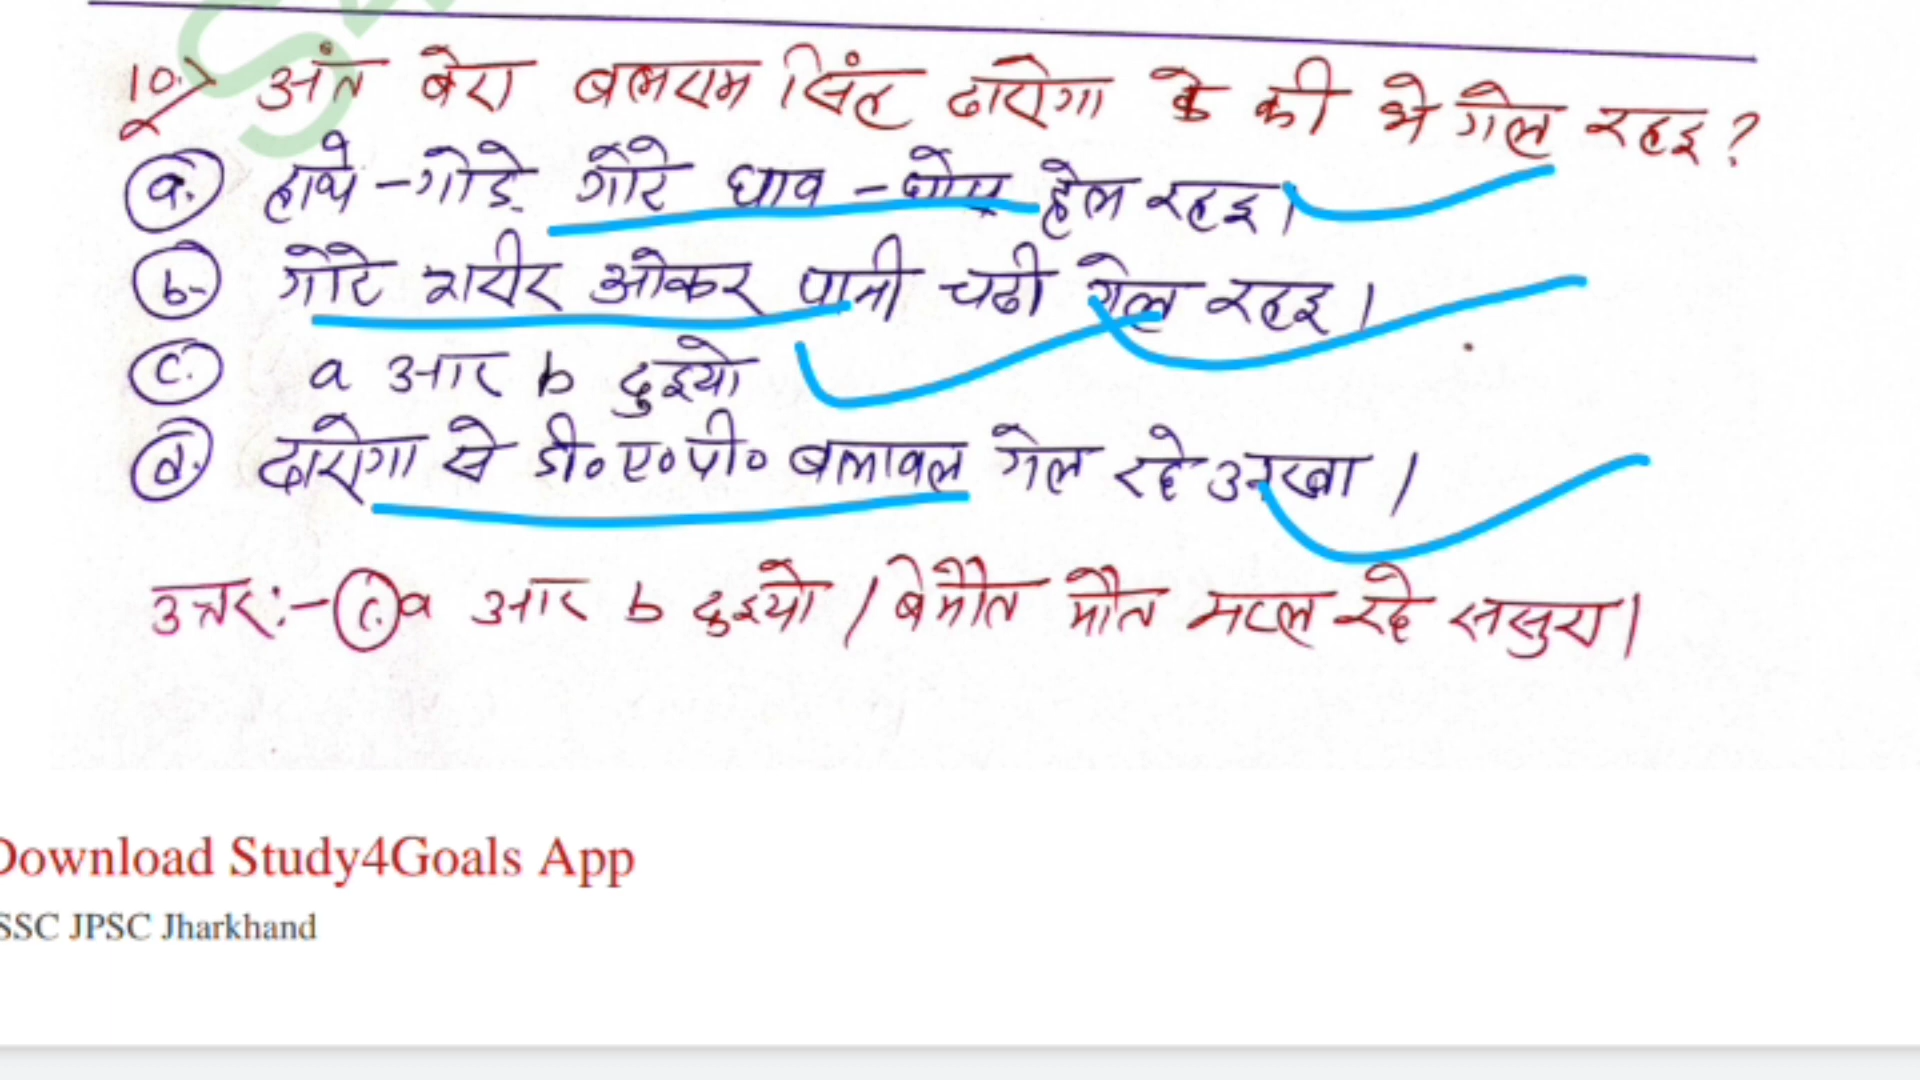 10.> अंत बेरा बलराम सिंह दारोगा के की भे गेल रहइ?
a. हाथे-गोडे गोटे घाव-घोस हेल रहइ।
b- गोटे शरीर ओकर पानी चढी गेल रहइ।
c. a आर b दुइयो
d. दारोगा से डी०ए०पी० बनावल गेल रहे उनखा।
उत्तर:- c. a आर b दुइयो / बेमौत मौत मरल रहे ससुरा।
Download Study4Goals App
SSC JPSC Jharkhand